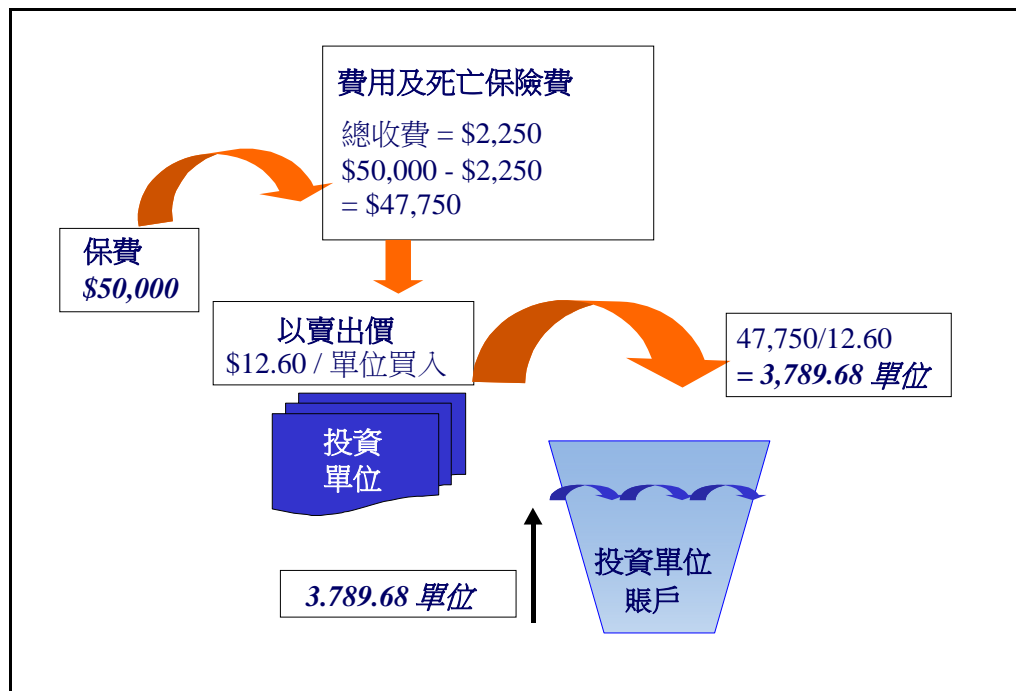 費用及死亡保險費
總收費 = $2,250
$50,000 - $2,250
= $47,750
保費
$50,000
以賣出價
$12.60 / 單位買入
47,750/12.60
= 3,789.68 單位
投資
單位
投資單位
賬戶
3.789.68 單位